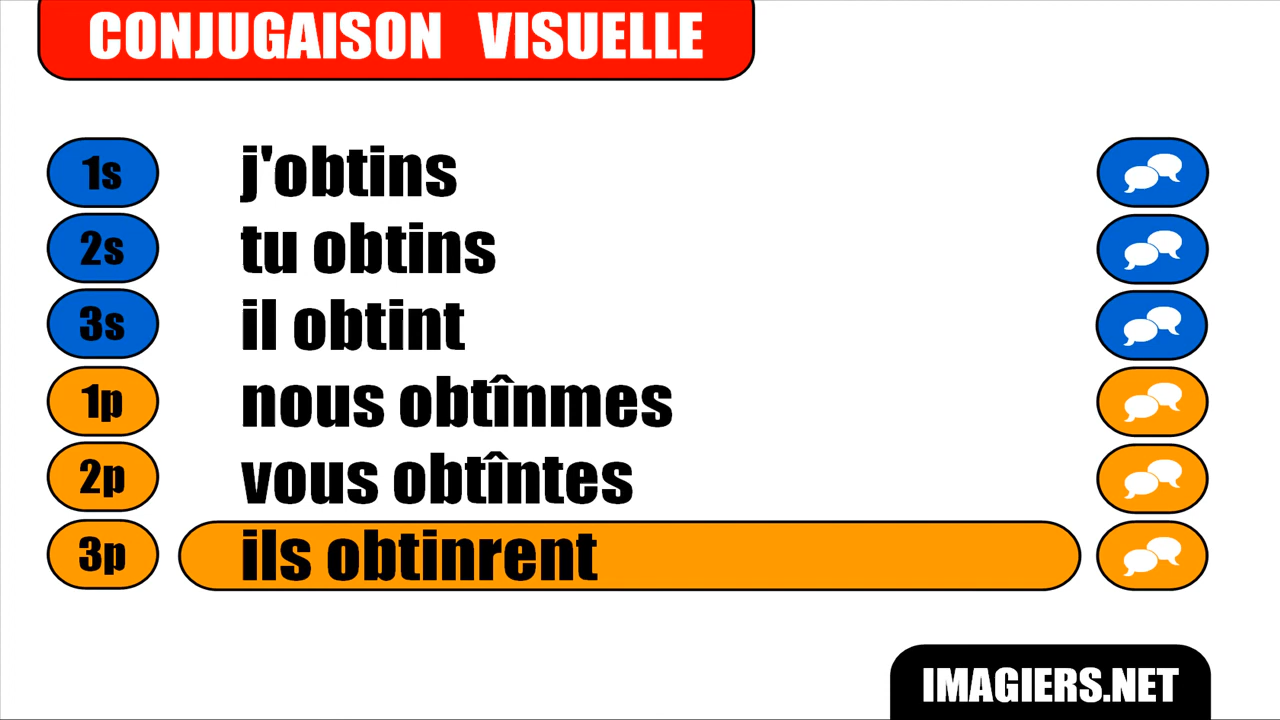 CONJUGAISON VISUELLE
1s j'obtins
2s tu obtins
3s il obtint
1p nous obtînmes
2p vous obtîntes
3p ils obtinrent
IMAGIERS.NET